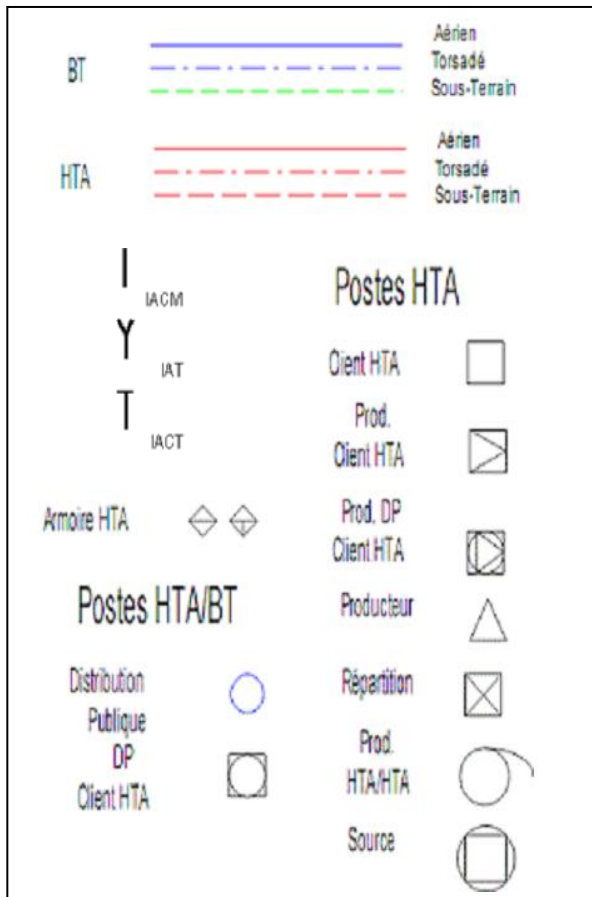 BT
Aérien
Torsadé
Sous-Terrain
HTA
Aérien
Torsadé
Sous-Terrain
IACM
IAT
IACT
Armoire HTA
Postes HTA/BT
Distribution
Publique
DP
Client HTA
Postes HTA
Client HTA
Prod.
Client HTA
Prod. DP
Client HTA
Producteur
Répartition
Prod.
HTA/HTA
Source